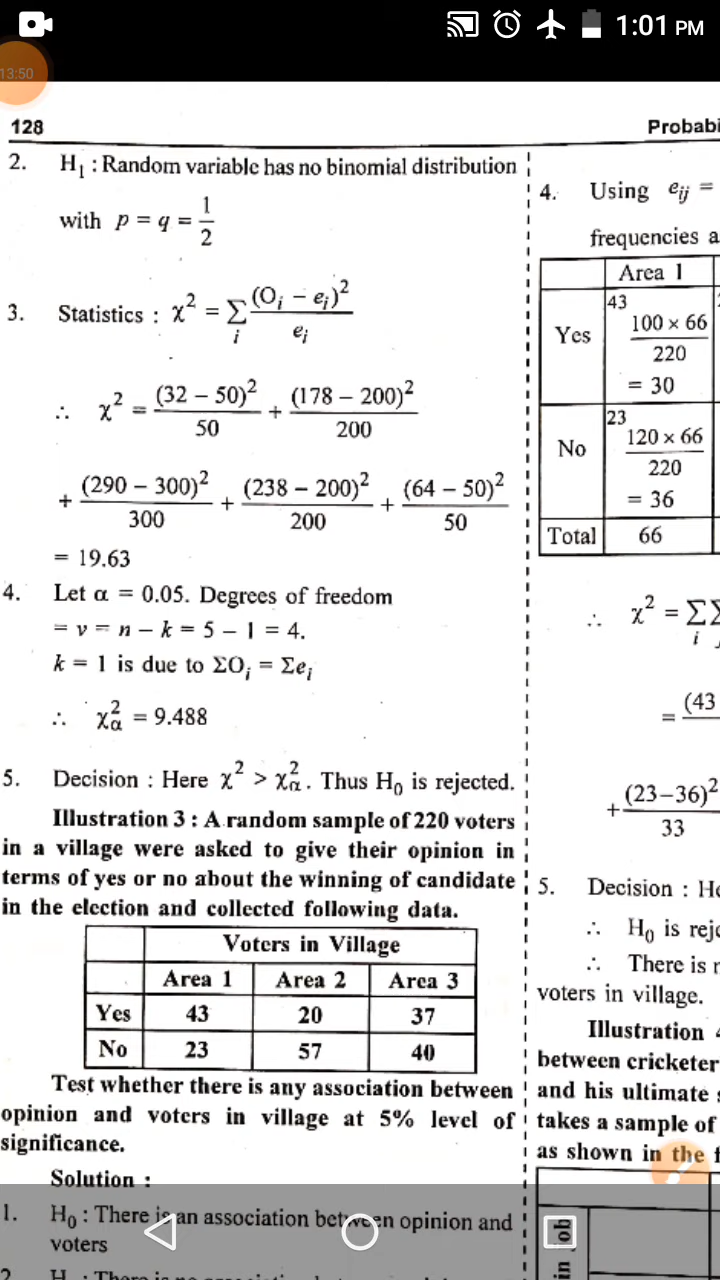 1:01 PM
13:50
128
Probabi
2. H₁ : Random variable has no binomial distribution
with p = q = 1/2
3. Statistics : χ² = Σᵢ (Oᵢ − eᵢ)²/eᵢ
∴ χ² = (32 − 50)²/50 + (178 − 200)²/200
+ (290 − 300)²/300 + (238 − 200)²/200 + (64 − 50)²/50
= 19.63
4. Let α = 0.05. Degrees of freedom
= v = n − k = 5 − 1 = 4.
k = 1 is due to ΣOᵢ = Σeᵢ
∴ χ²α = 9.488
5. Decision : Here χ² > χ²α. Thus H₀ is rejected.
Illustration 3 : A random sample of 220 voters
in a village were asked to give their opinion in
terms of yes or no about the winning of candidate
in the election and collected following data.
Voters in Village
Area 1 Area 2 Area 3
Yes 43 20 37
No 23 57 40
Test whether there is any association between
opinion and voters in village at 5% level of
significance.
Solution :
1. H₀ : There is an association between opinion and
voters
4. Using eᵢⱼ =
frequencies a
Area 1
43
Yes 100 × 66/220
= 30
23
No 120 × 66/220
= 36
Total 66
∴ χ² = ΣΣ
i
= (43
+ (23−36)²/33
5. Decision : He
∴ H₀ is reje
∴ There is n
voters in village.
Illustration 4
between cricketer
and his ultimate s
takes a sample of
as shown in the f
in job